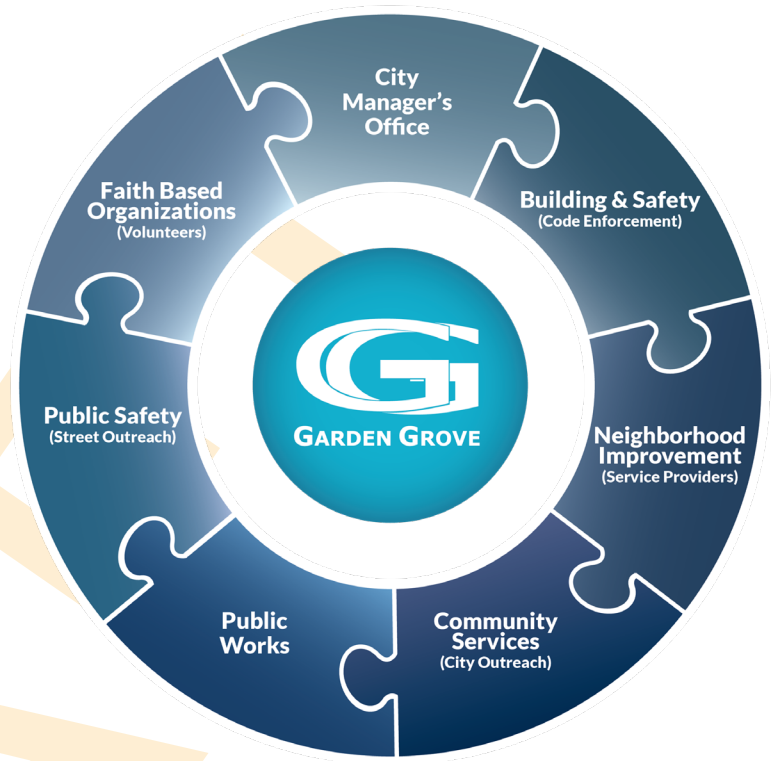 City
Manager's
Office
Building & Safety
(Code Enforcement)
Neighborhood
Improvement
(Service Providers)
Community
Services
(City Outreach)
Public
Works
Public Safety
(Street Outreach)
Faith Based
Organizations
(Volunteers)
GG
GARDEN GROVE